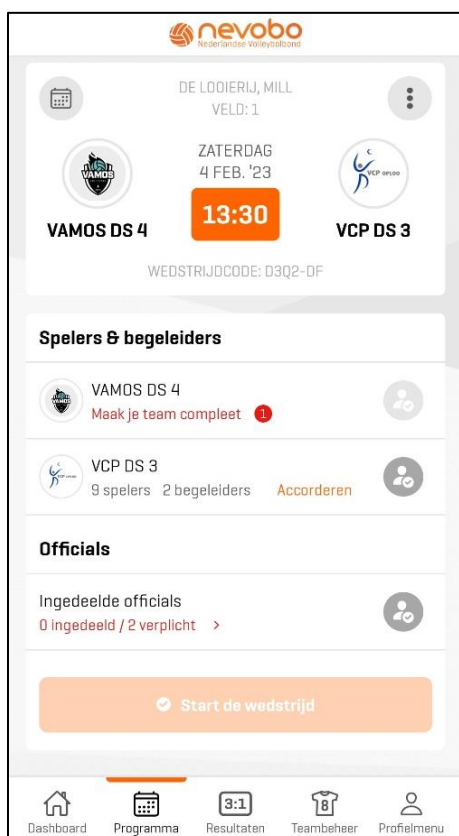 nevobo
Nederlandse Volleybalbond
DE LOOIERIJ, MILL
VELD: 1
ZATERDAG
4 FEB. '23
13:30
VAMOS
VCP OPLOO
VAMOS DS 4
VCP DS 3
WEDSTRIJDCODE: D3Q2-DF
Spelers & begeleiders
VAMOS DS 4
Maak je team compleet 1
VCP DS 3
9 spelers 2 begeleiders Accorderen
Officials
Ingedeelde officials
0 ingedeeld / 2 verplicht >
Start de wedstrijd
3:1
8
Dashboard Programma Resultaten Teambeheer Profielmenu